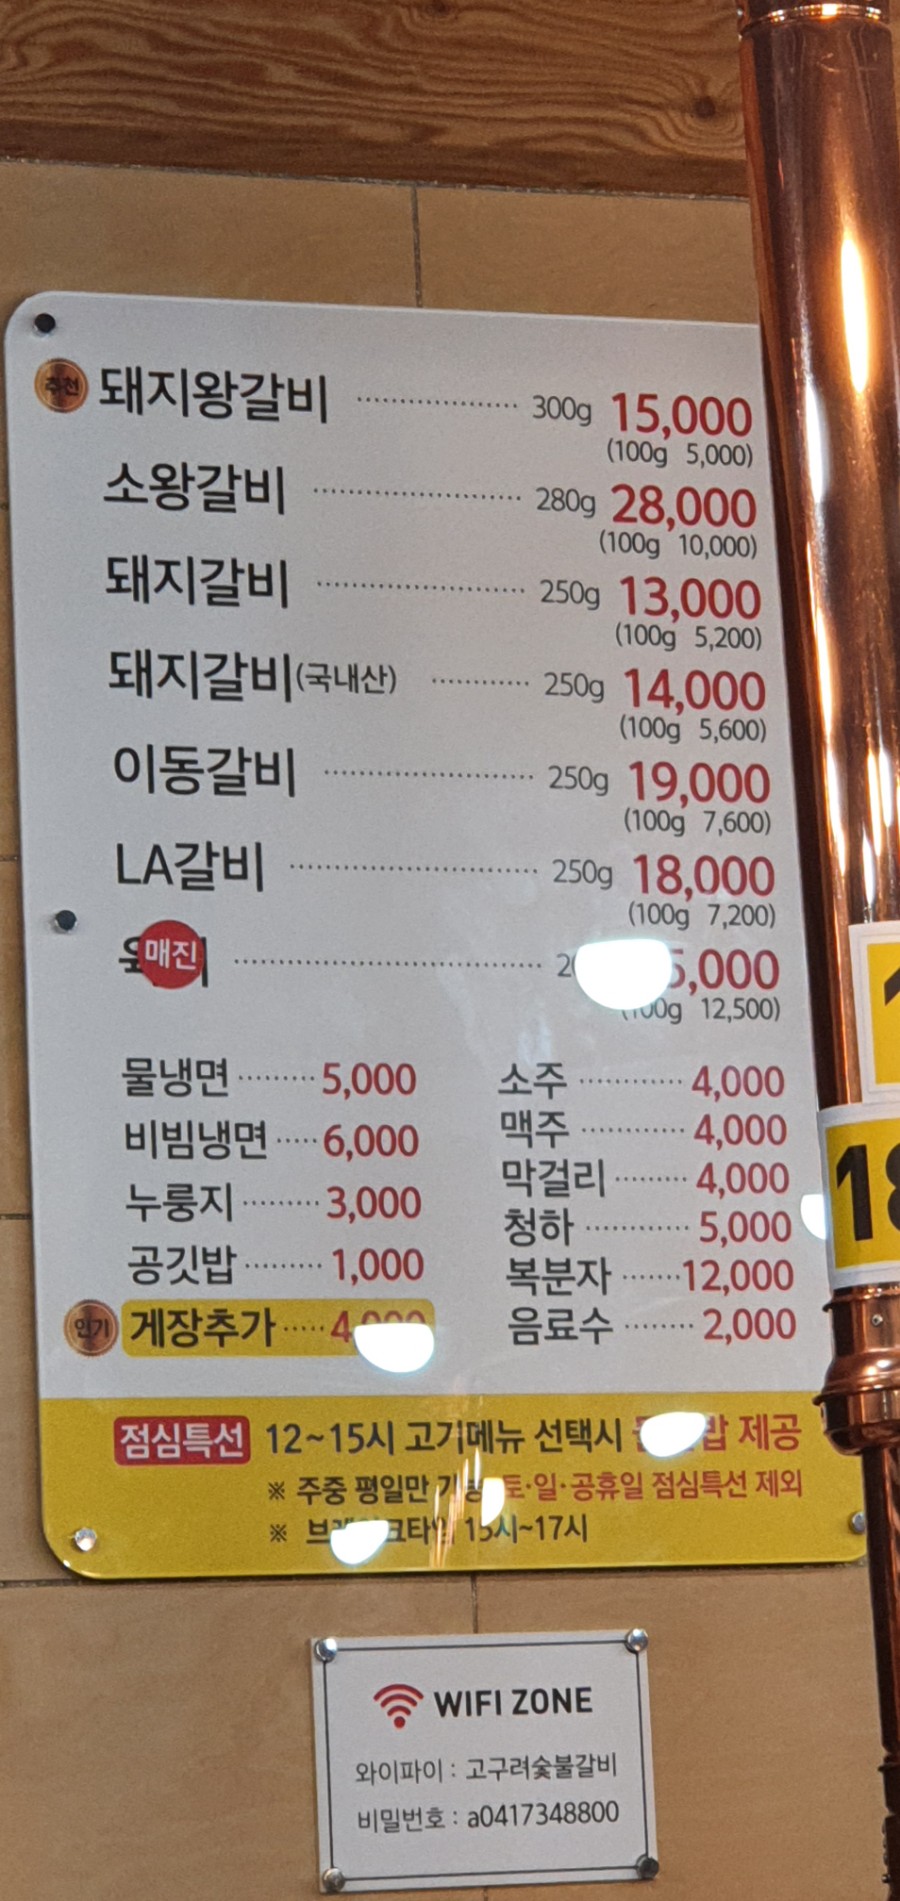 추천 돼지왕갈비 300g 15,000
(100g 5,000)
소왕갈비 280g 28,000
(100g 10,000)
돼지갈비 250g 13,000
(100g 5,200)
돼지갈비(국내산) 250g 14,000
(100g 5,600)
이동갈비 250g 19,000
(100g 7,600)
LA갈비 250g 18,000
(100g 7,200)
매진
12,500)
물냉면 5,000
비빔냉면 6,000
누룽지 3,000
공깃밥 1,000
인기 게장추가
소주 4,000
맥주 4,000
막걸리 4,000
청하 5,000
복분자 12,000
음료수 2,000
점심특선 12~15시 고기메뉴 선택시 제공
※ 주중 평일만 토·일·공휴일 점심특선 제외
※ 15시~17시
WIFI ZONE
와이파이 : 고구려숯불갈비
비밀번호 : a0417348800